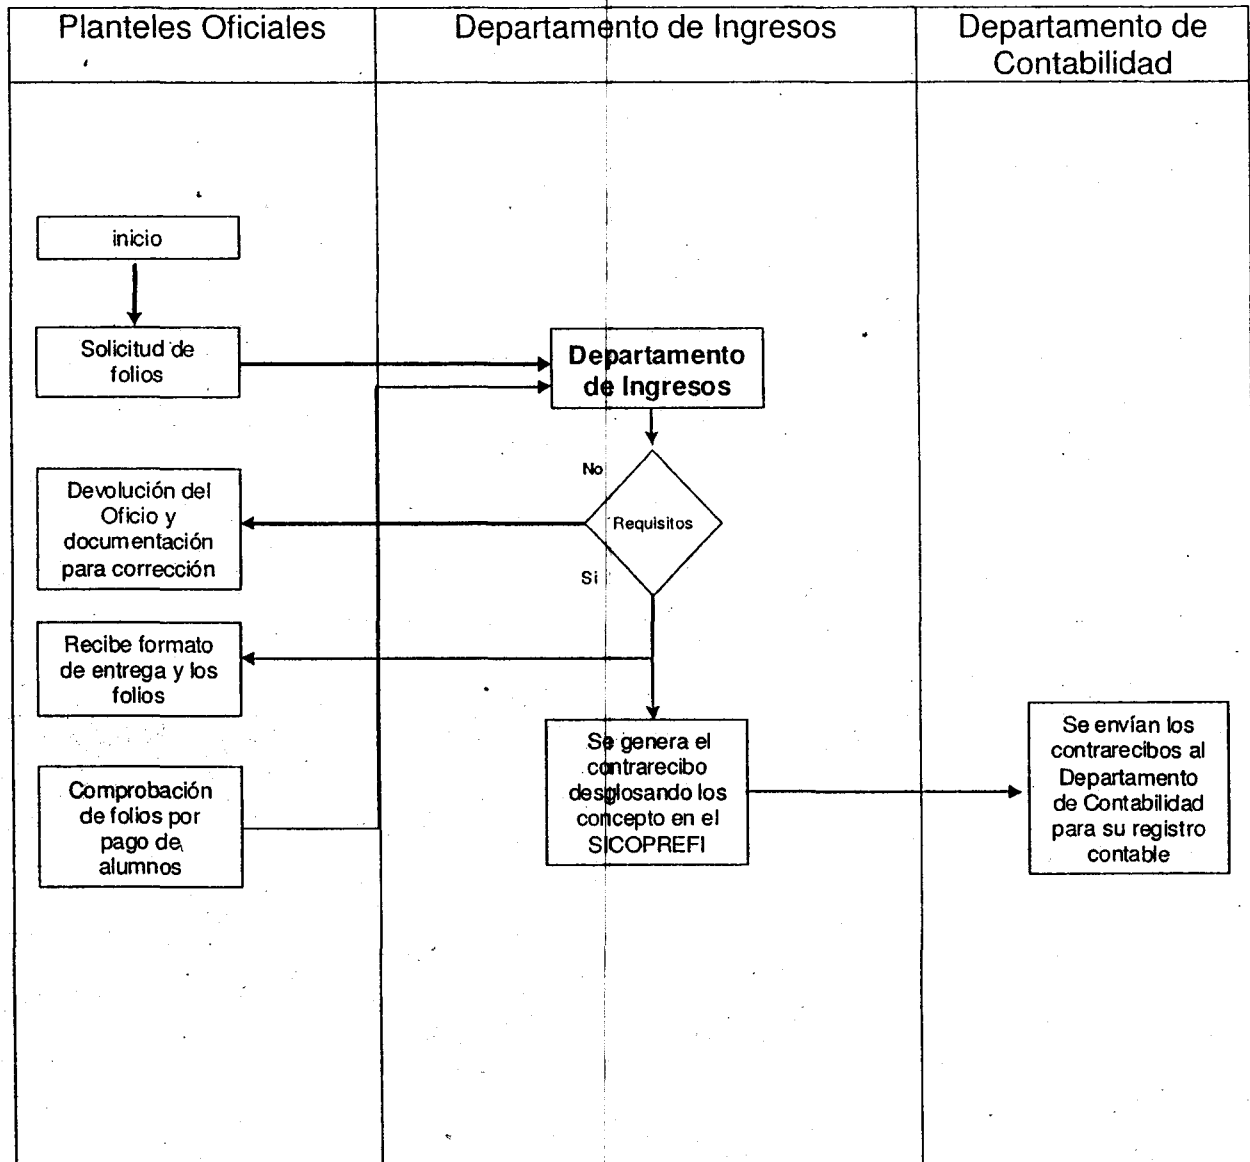 Planteles Oficiales
Departamento de Ingresos
Departamento de
Contabilidad
inicio
Solicitud de
folios
Departamento
de Ingresos
No
Requisitos
Si
Devolución del
Oficio y
documentación
para corrección
Recibe formato
de entrega y los
folios
Comprobación
de folios por
pago de
alumnos
Se genera el
contrarecibo
desglosando los
concepto en el
SICOPREFI
Se envían los
contrarecibos al
Departamento
de Contabilidad
para su registro
contable